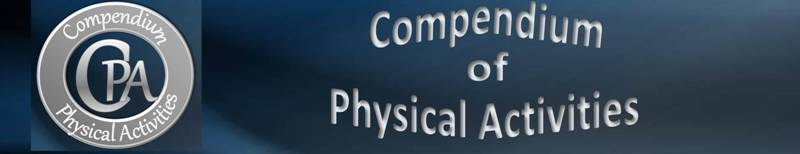 Compendium
CPA
Physical Activities
Compendium
of
Physical Activities